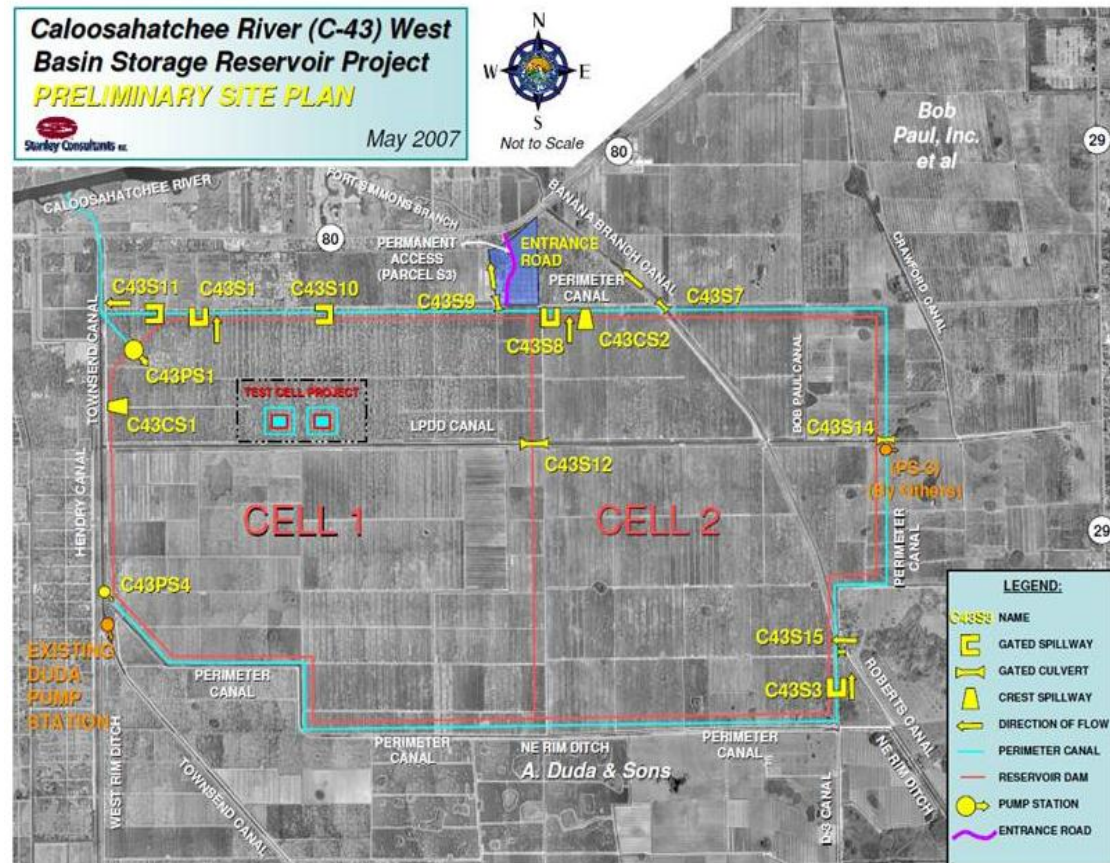 Caloosahatchee River (C-43) West
Basin Storage Reservoir Project
PRELIMINARY SITE PLAN
Stanley Consultants INC.
May 2007
N
W
E
S
Not to Scale
80
Bob
Paul, Inc.
et al
29
CALOOSAHATCHEE RIVER
FORT SIMMONS BRANCH
BANANA BRANCH CANAL
80
PERMANENT
ACCESS
(PARCEL S3)
ENTRANCE
ROAD
PERIMETER
CANAL
CRAWFORD CANAL
C43S11
C43S1
C43S10
C43S9
C43S7
C43S8
C43CS2
TOWNSEND CANAL
C43PS1
BOB PAUL CANAL
TEST CELL PROJECT
C43CS1
LPDD CANAL
C43S12
C43S14
(PS-3)
(By Others)
HENDRY CANAL
CELL 1
CELL 2
29
PERIMETER
CANAL
C43PS4
EXISTING
DUDA
PUMP
STATION
PERIMETER
CANAL
C43S15
C43S3
ROBERTS CANAL
NE RIM DITCH
WEST RIM DITCH
TOWNSEND CANAL
PERIMETER
CANAL
NE RIM DITCH
PERIMETER
CANAL
A. Duda & Sons
D-3 CANAL
LEGEND:
C43S3 NAME
GATED SPILLWAY
GATED CULVERT
CREST SPILLWAY
DIRECTION OF FLOW
PERIMETER CANAL
RESERVOIR DAM
PUMP STATION
ENTRANCE ROAD